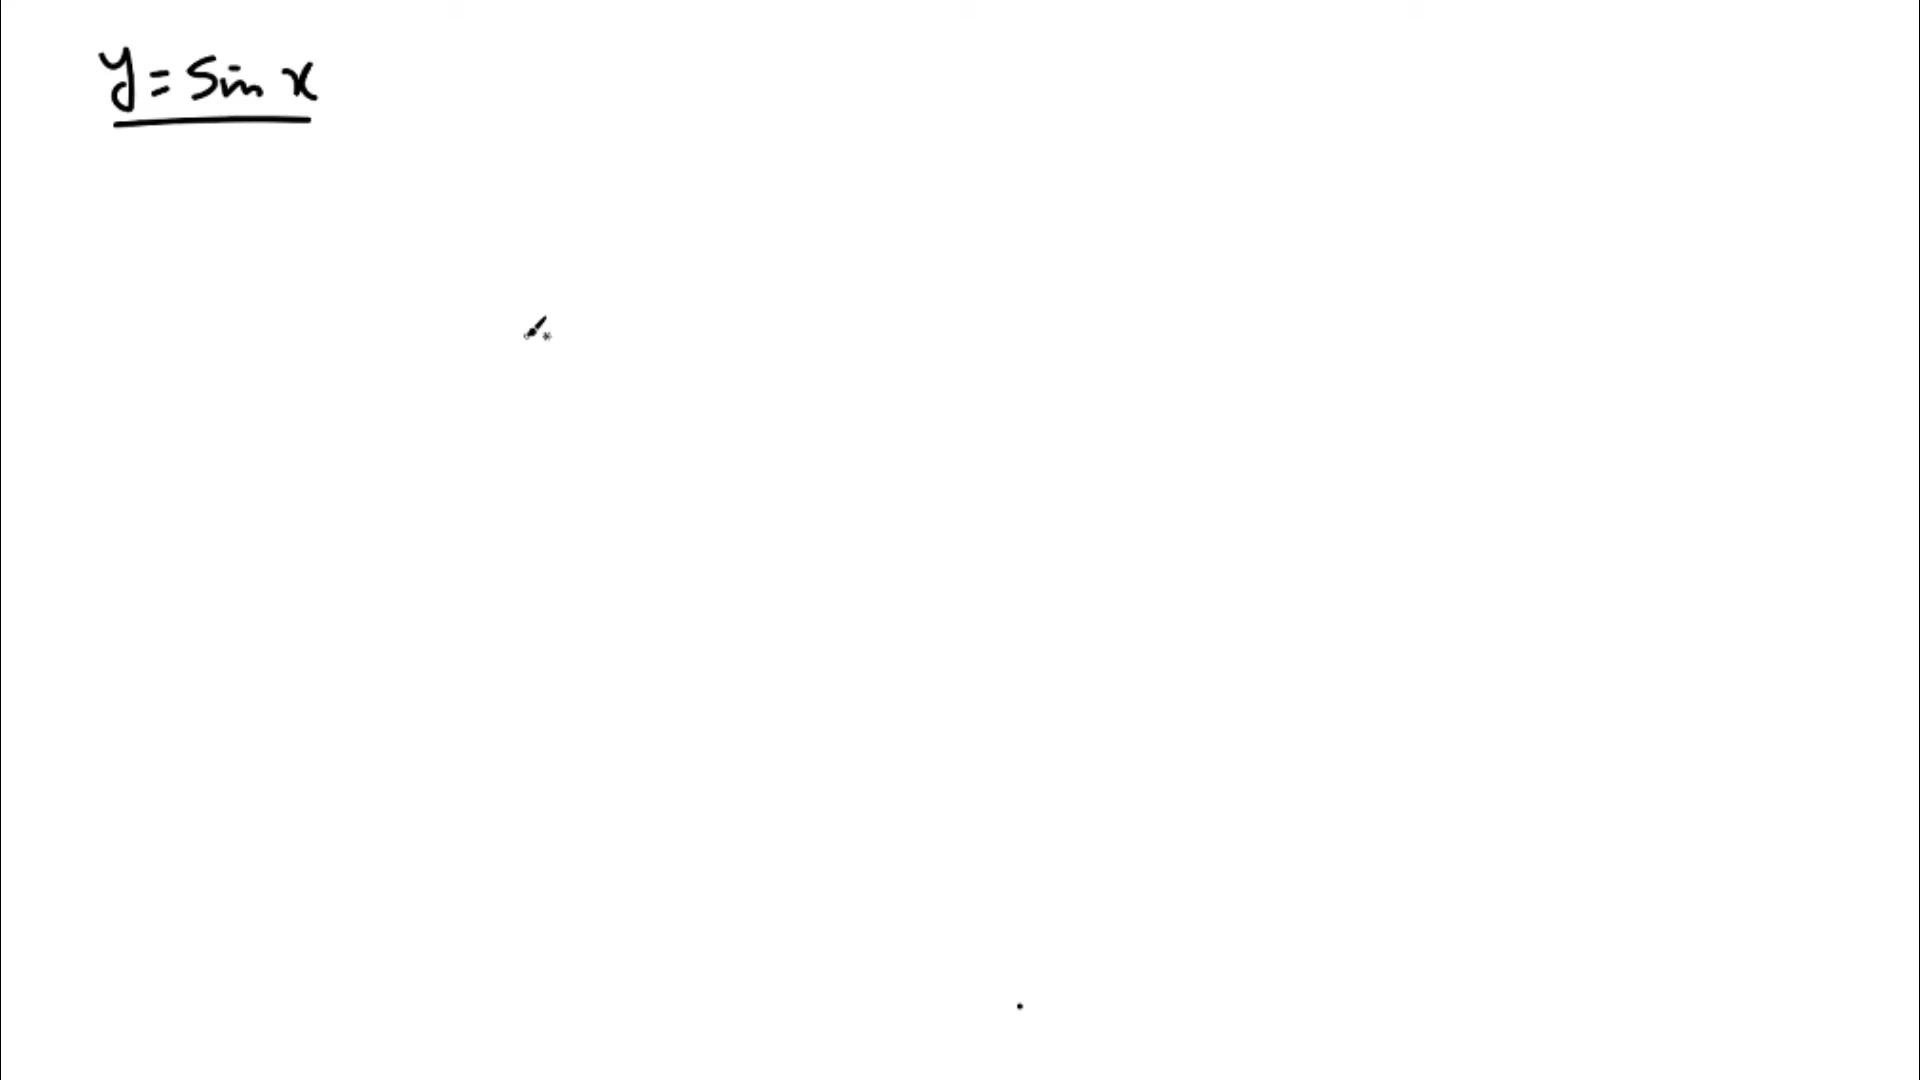 y = sin x